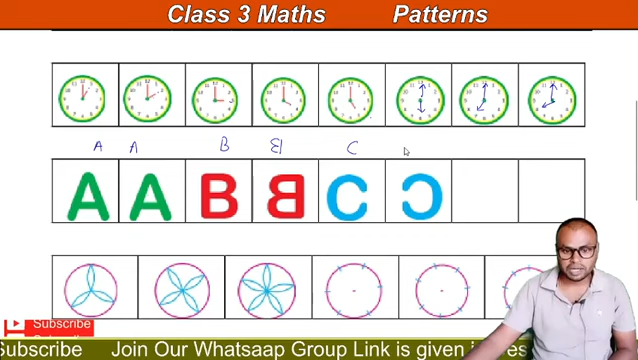 Class 3 Maths Patterns
A A B C
A A B B C C
Subscribe
Subscribe Join Our Whatsaap Group Link is given i